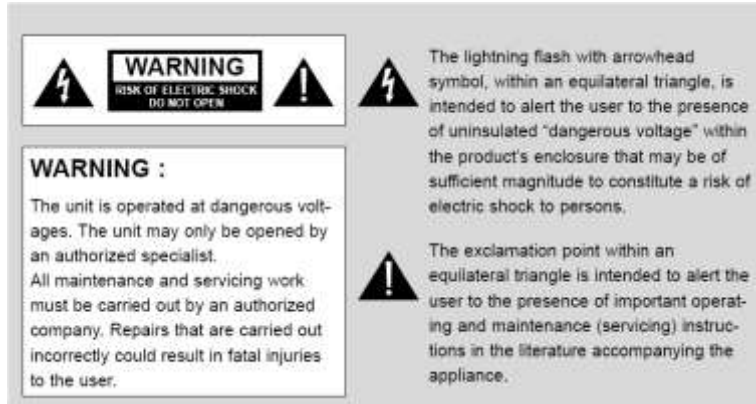 WARNING
RISK OF ELECTRIC SHOCK
DO NOT OPEN
WARNING :
The unit is operated at dangerous volt-
ages. The unit may only be opened by
an authorized specialist.
All maintenance and servicing work
must be carried out by an authorized
company. Repairs that are carried out
incorrectly could result in fatal injuries
to the user.
The lightning flash with arrowhead
symbol, within an equilateral triangle, is
intended to alert the user to the presence
of uninsulated “dangerous voltage” within
the product's enclosure that may be of
sufficient magnitude to constitute a risk of
electric shock to persons.
The exclamation point within an
equilateral triangle is intended to alert the
user to the presence of important operat-
ing and maintenance (servicing) instruc-
tions in the literature accompanying the
appliance.